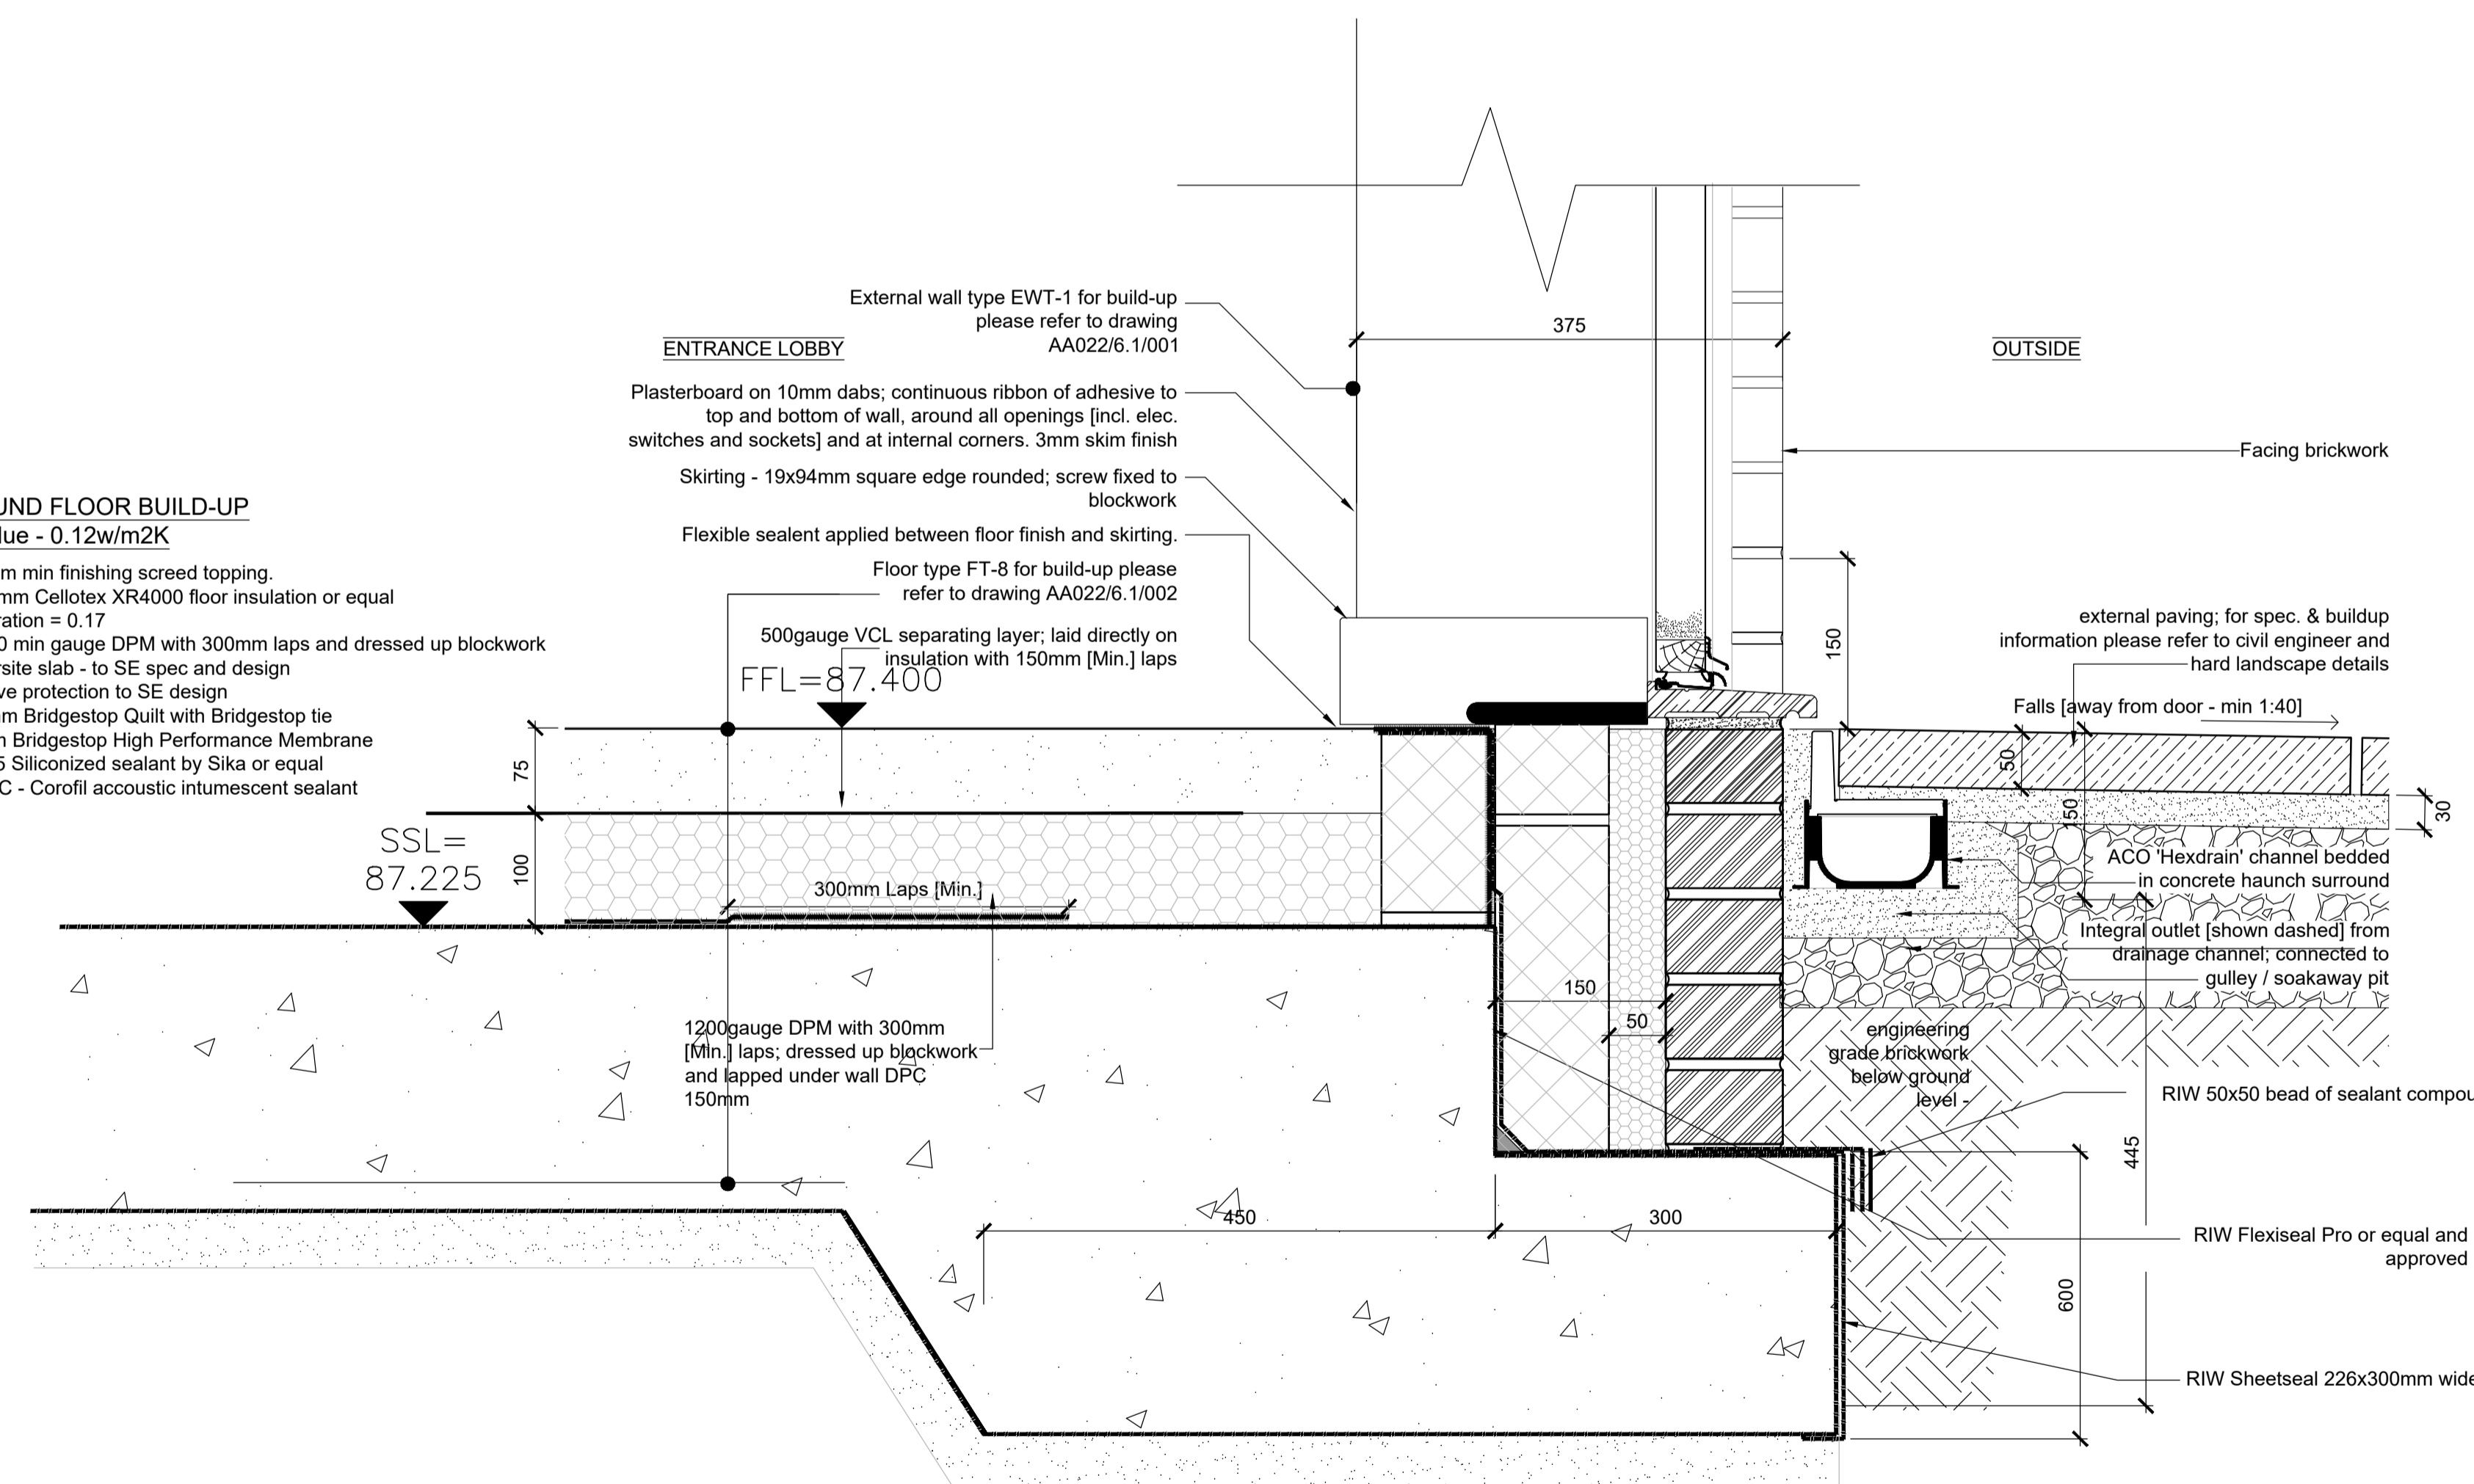 External wall type EWT-1 for build-up
please refer to drawing
AA022/6.1/001
ENTRANCE LOBBY
Plasterboard on 10mm dabs; continuous ribbon of adhesive to
top and bottom of wall, around all openings [incl. elec.
switches and sockets] and at internal corners. 3mm skim finish
Skirting - 19x94mm square edge rounded; screw fixed to
blockwork
Flexible sealent applied between floor finish and skirting.
Floor type FT-8 for build-up please
refer to drawing AA022/6.1/002
500gauge VCL separating layer; laid directly on
insulation with 150mm [Min.] laps
FFL=87.400
UND FLOOR BUILD-UP
lue - 0.12w/m2K
m min finishing screed topping.
mm Cellotex XR4000 floor insulation or equal
ration = 0.17
0 min gauge DPM with 300mm laps and dressed up blockwork
rsite slab - to SE spec and design
ve protection to SE design
m Bridgestop Quilt with Bridgestop tie
n Bridgestop High Performance Membrane
5 Siliconized sealant by Sika or equal
C - Corofil accoustic intumescent sealant
SSL=
87.225
75
100
300mm Laps [Min.]
1200gauge DPM with 300mm
[Min.] laps; dressed up blockwork
and lapped under wall DPC
150mm
375
OUTSIDE
Facing brickwork
150
external paving; for spec. & buildup
information please refer to civil engineer and
hard landscape details
Falls [away from door - min 1:40]
50
150
30
ACO 'Hexdrain' channel bedded
in concrete haunch surround
Integral outlet [shown dashed] from
drainage channel; connected to
gulley / soakaway pit
150
50
engineering
grade brickwork
below ground
level -
RIW 50x50 bead of sealant compou
445
450
300
RIW Flexiseal Pro or equal and
approved
600
RIW Sheetseal 226x300mm wide